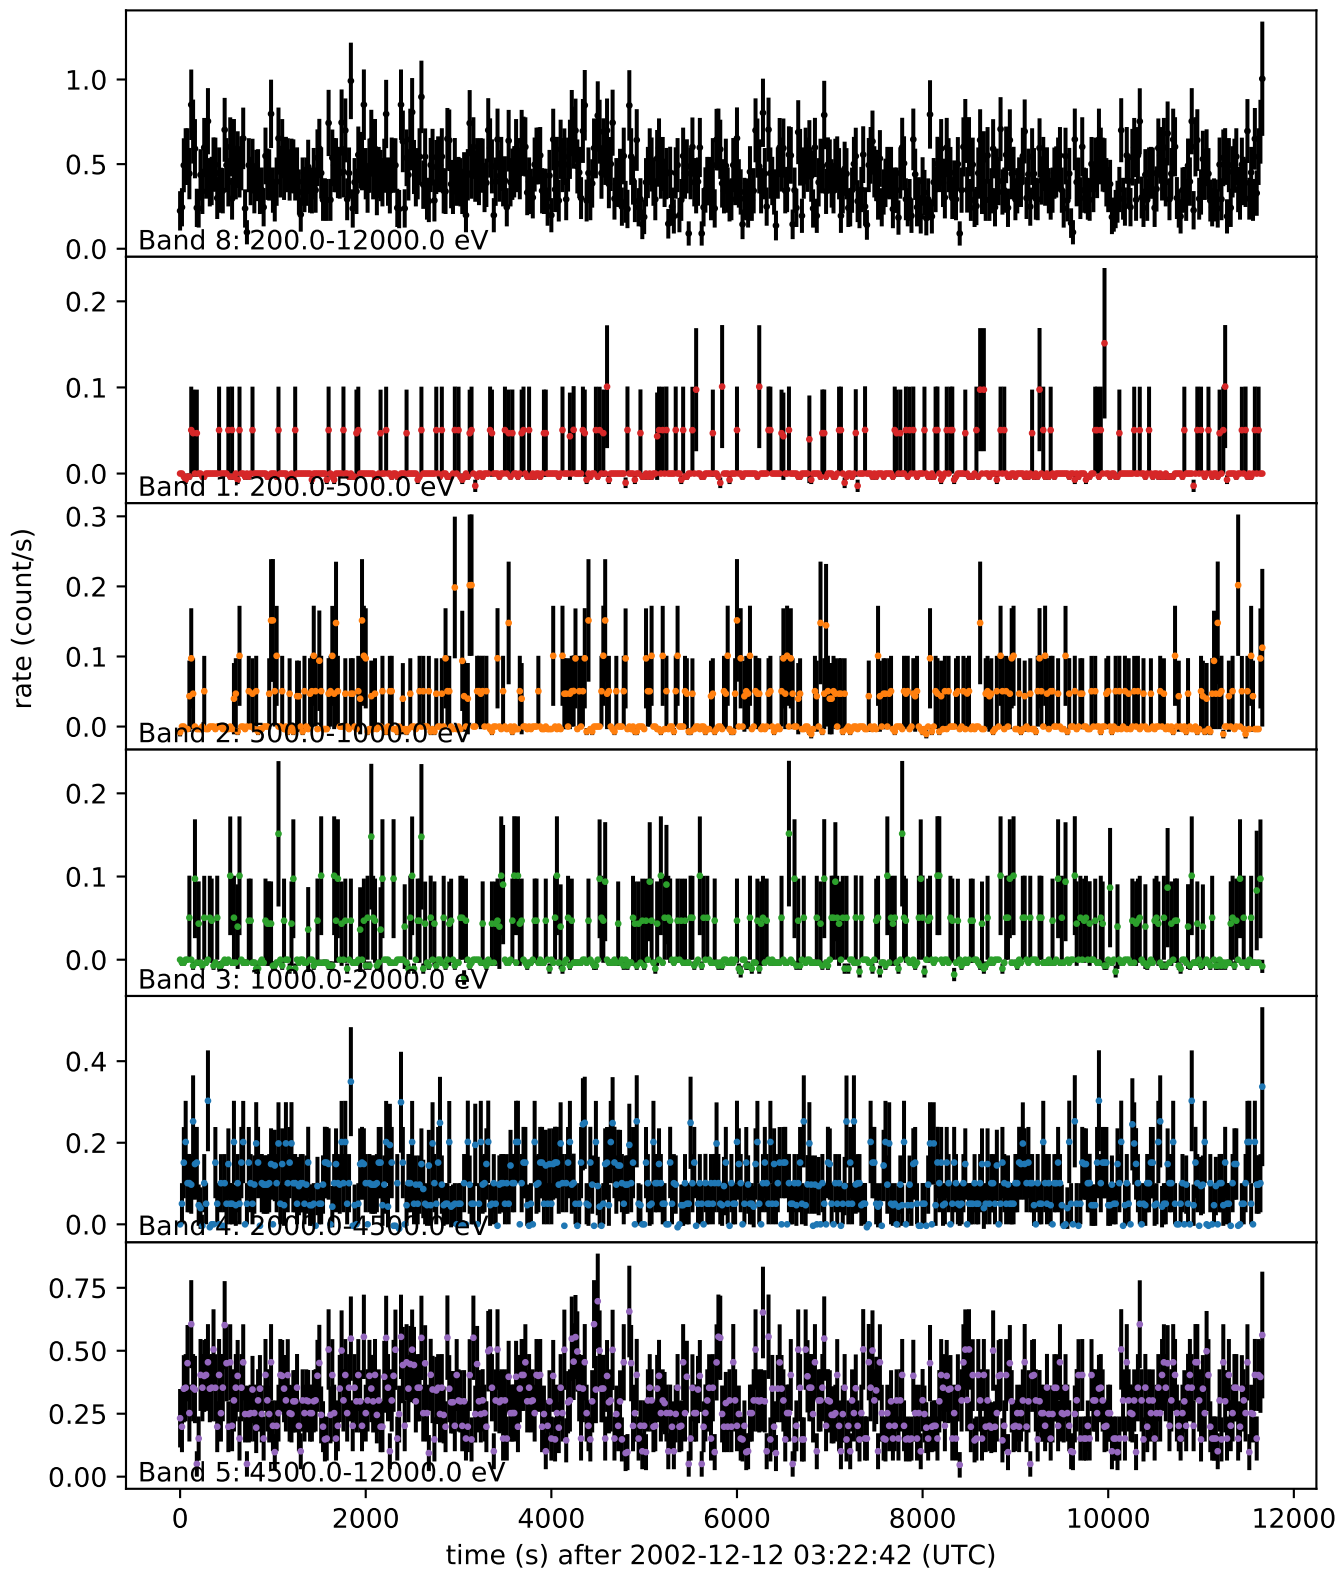 1.0
0.5
0.0
Band 8: 200.0-12000.0 eV
0.2
0.1
0.0
Band 1: 200.0-500.0 eV
0.3
0.2
0.1
0.0
Band 2: 500.0-1000.0 eV
rate (count/s)
0.2
0.1
0.0
Band 3: 1000.0-2000.0 eV
0.4
0.2
0.0
Band 4: 2000.0-4500.0 eV
0.75
0.50
0.25
0.00
Band 5: 4500.0-12000.0 eV
0 2000 4000 6000 8000 10000 12000
time (s) after 2002-12-12 03:22:42 (UTC)